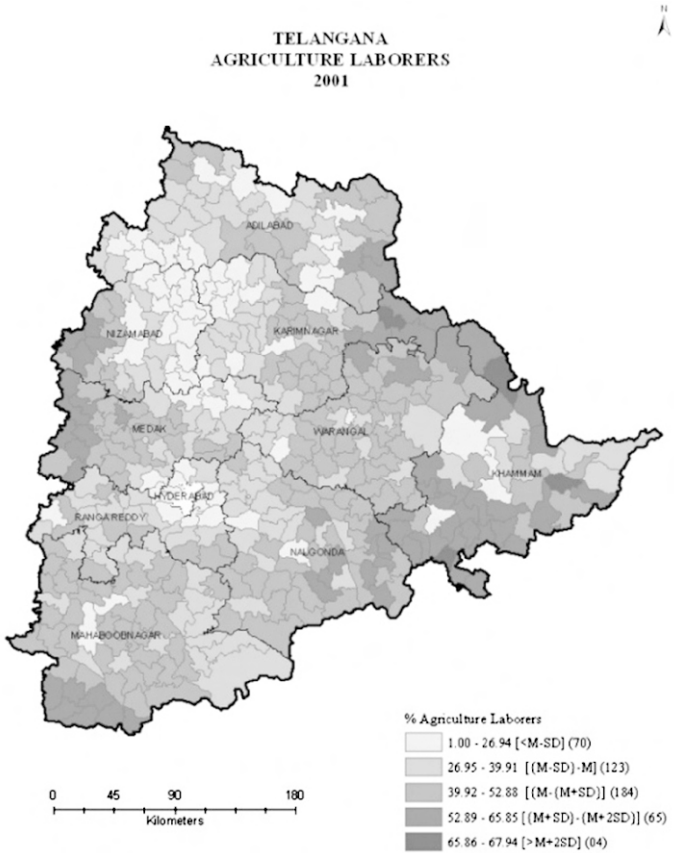 N
TELANGANA
AGRICULTURE LABORERS
2001
ADILABAD
NIZAMABAD
KARIMNAGAR
MEDAK
WARANGAL
KHAMMAM
HYDERABAD
RANGA REDDY
NALGONDA
MAHABOOBNAGAR
% Agriculture Laborers
1.00 - 26.94 [<M-SD] (70)
26.95 - 39.91 [(M-SD)-M] (123)
39.92 - 52.88 [(M-(M+SD)] (184)
52.89 - 65.85 [(M+SD)-(M+2SD)] (65)
65.86 - 67.94 [>M+2SD] (04)
0 45 90 180
Kilometers